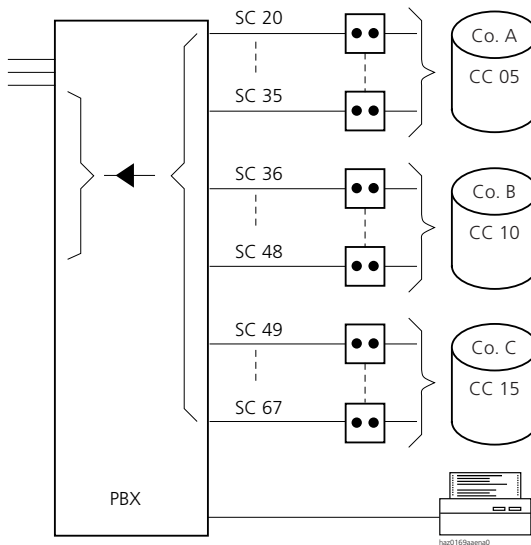 SC 20
Co. A
CC 05
SC 35
SC 36
Co. B
CC 10
SC 48
SC 49
Co. C
CC 15
SC 67
PBX
haz0169aaena0